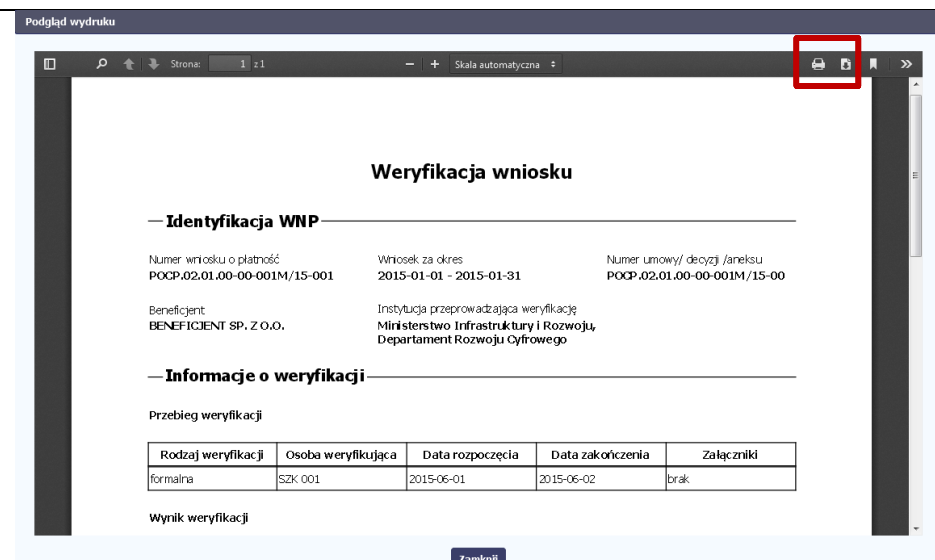 Podgląd wydruku
Strona: 1 z 1 Skala automatyczna
Weryfikacja wniosku
Identyfikacja WNP
Numer wniosku o płatność Wniosek za okres Numer umowy/ decyzji /aneksu
POCP.02.01.00-00-001M/15-001 2015-01-01 - 2015-01-31 POCP.02.01.00-00-001M/15-00
Beneficjent Instytucja przeprowadzająca weryfikację
BENEFICJENT SP. Z O.O. Ministerstwo Infrastruktury i Rozwoju,
Departament Rozwoju Cyfrowego
Informacje o weryfikacji
Przebieg weryfikacji
Rodzaj weryfikacji Osoba weryfikująca Data rozpoczęcia Data zakończenia Załączniki
formalna SZK 001 2015-06-01 2015-06-02 brak
Wynik weryfikacji
Zamknij